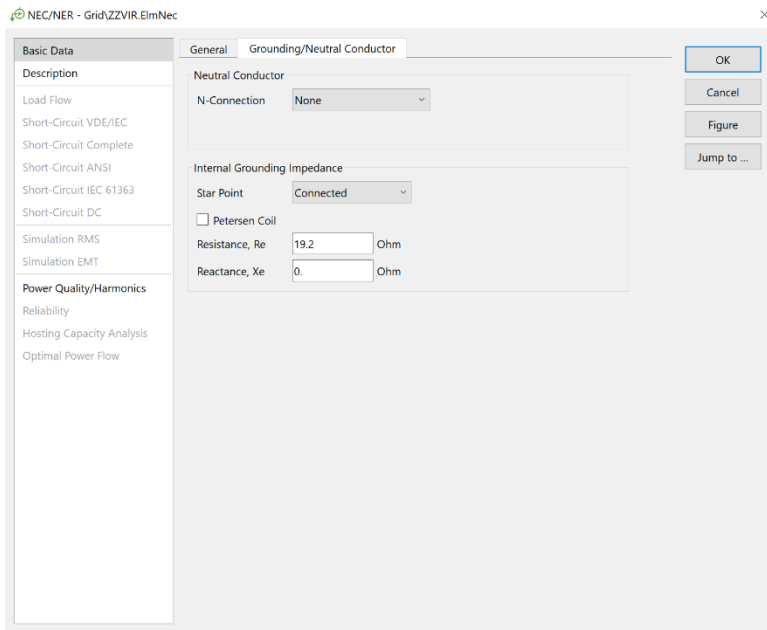 NEC/NER - Grid\ZZVIR.ElmNec
Basic Data
Description
Load Flow
Short-Circuit VDE/IEC
Short-Circuit Complete
Short-Circuit ANSI
Short-Circuit IEC 61363
Short-Circuit DC
Simulation RMS
Simulation EMT
Power Quality/Harmonics
Reliability
Hosting Capacity Analysis
Optimal Power Flow
General Grounding/Neutral Conductor
Neutral Conductor
N-Connection None
Internal Grounding Impedance
Star Point Connected
Petersen Coil
Resistance, Re 19.2 Ohm
Reactance, Xe 0. Ohm
OK
Cancel
Figure
Jump to ...